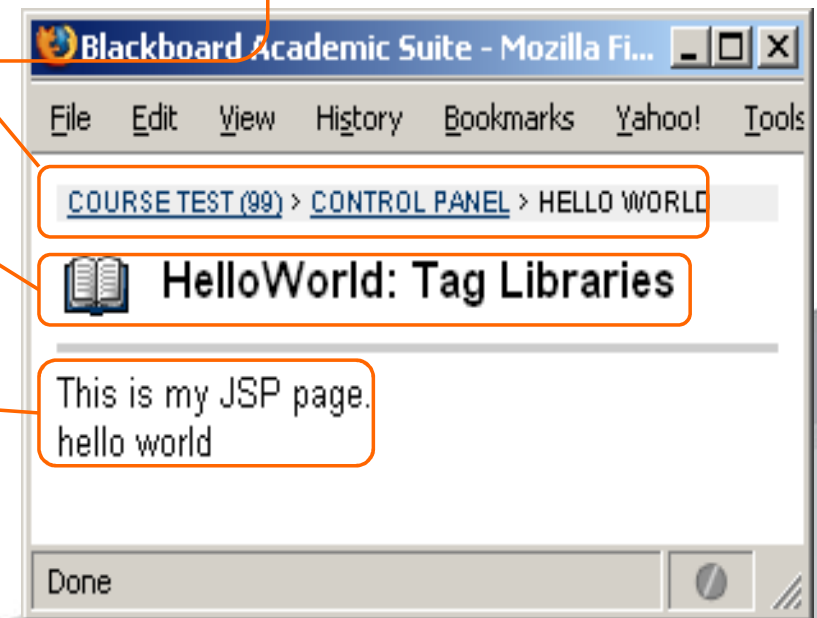 Blackboard Academic Suite - Mozilla Fi...
File Edit View History Bookmarks Yahoo! Tools
COURSE TEST (99) > CONTROL PANEL > HELLO WORLD
HelloWorld: Tag Libraries
This is my JSP page.
hello world
Done